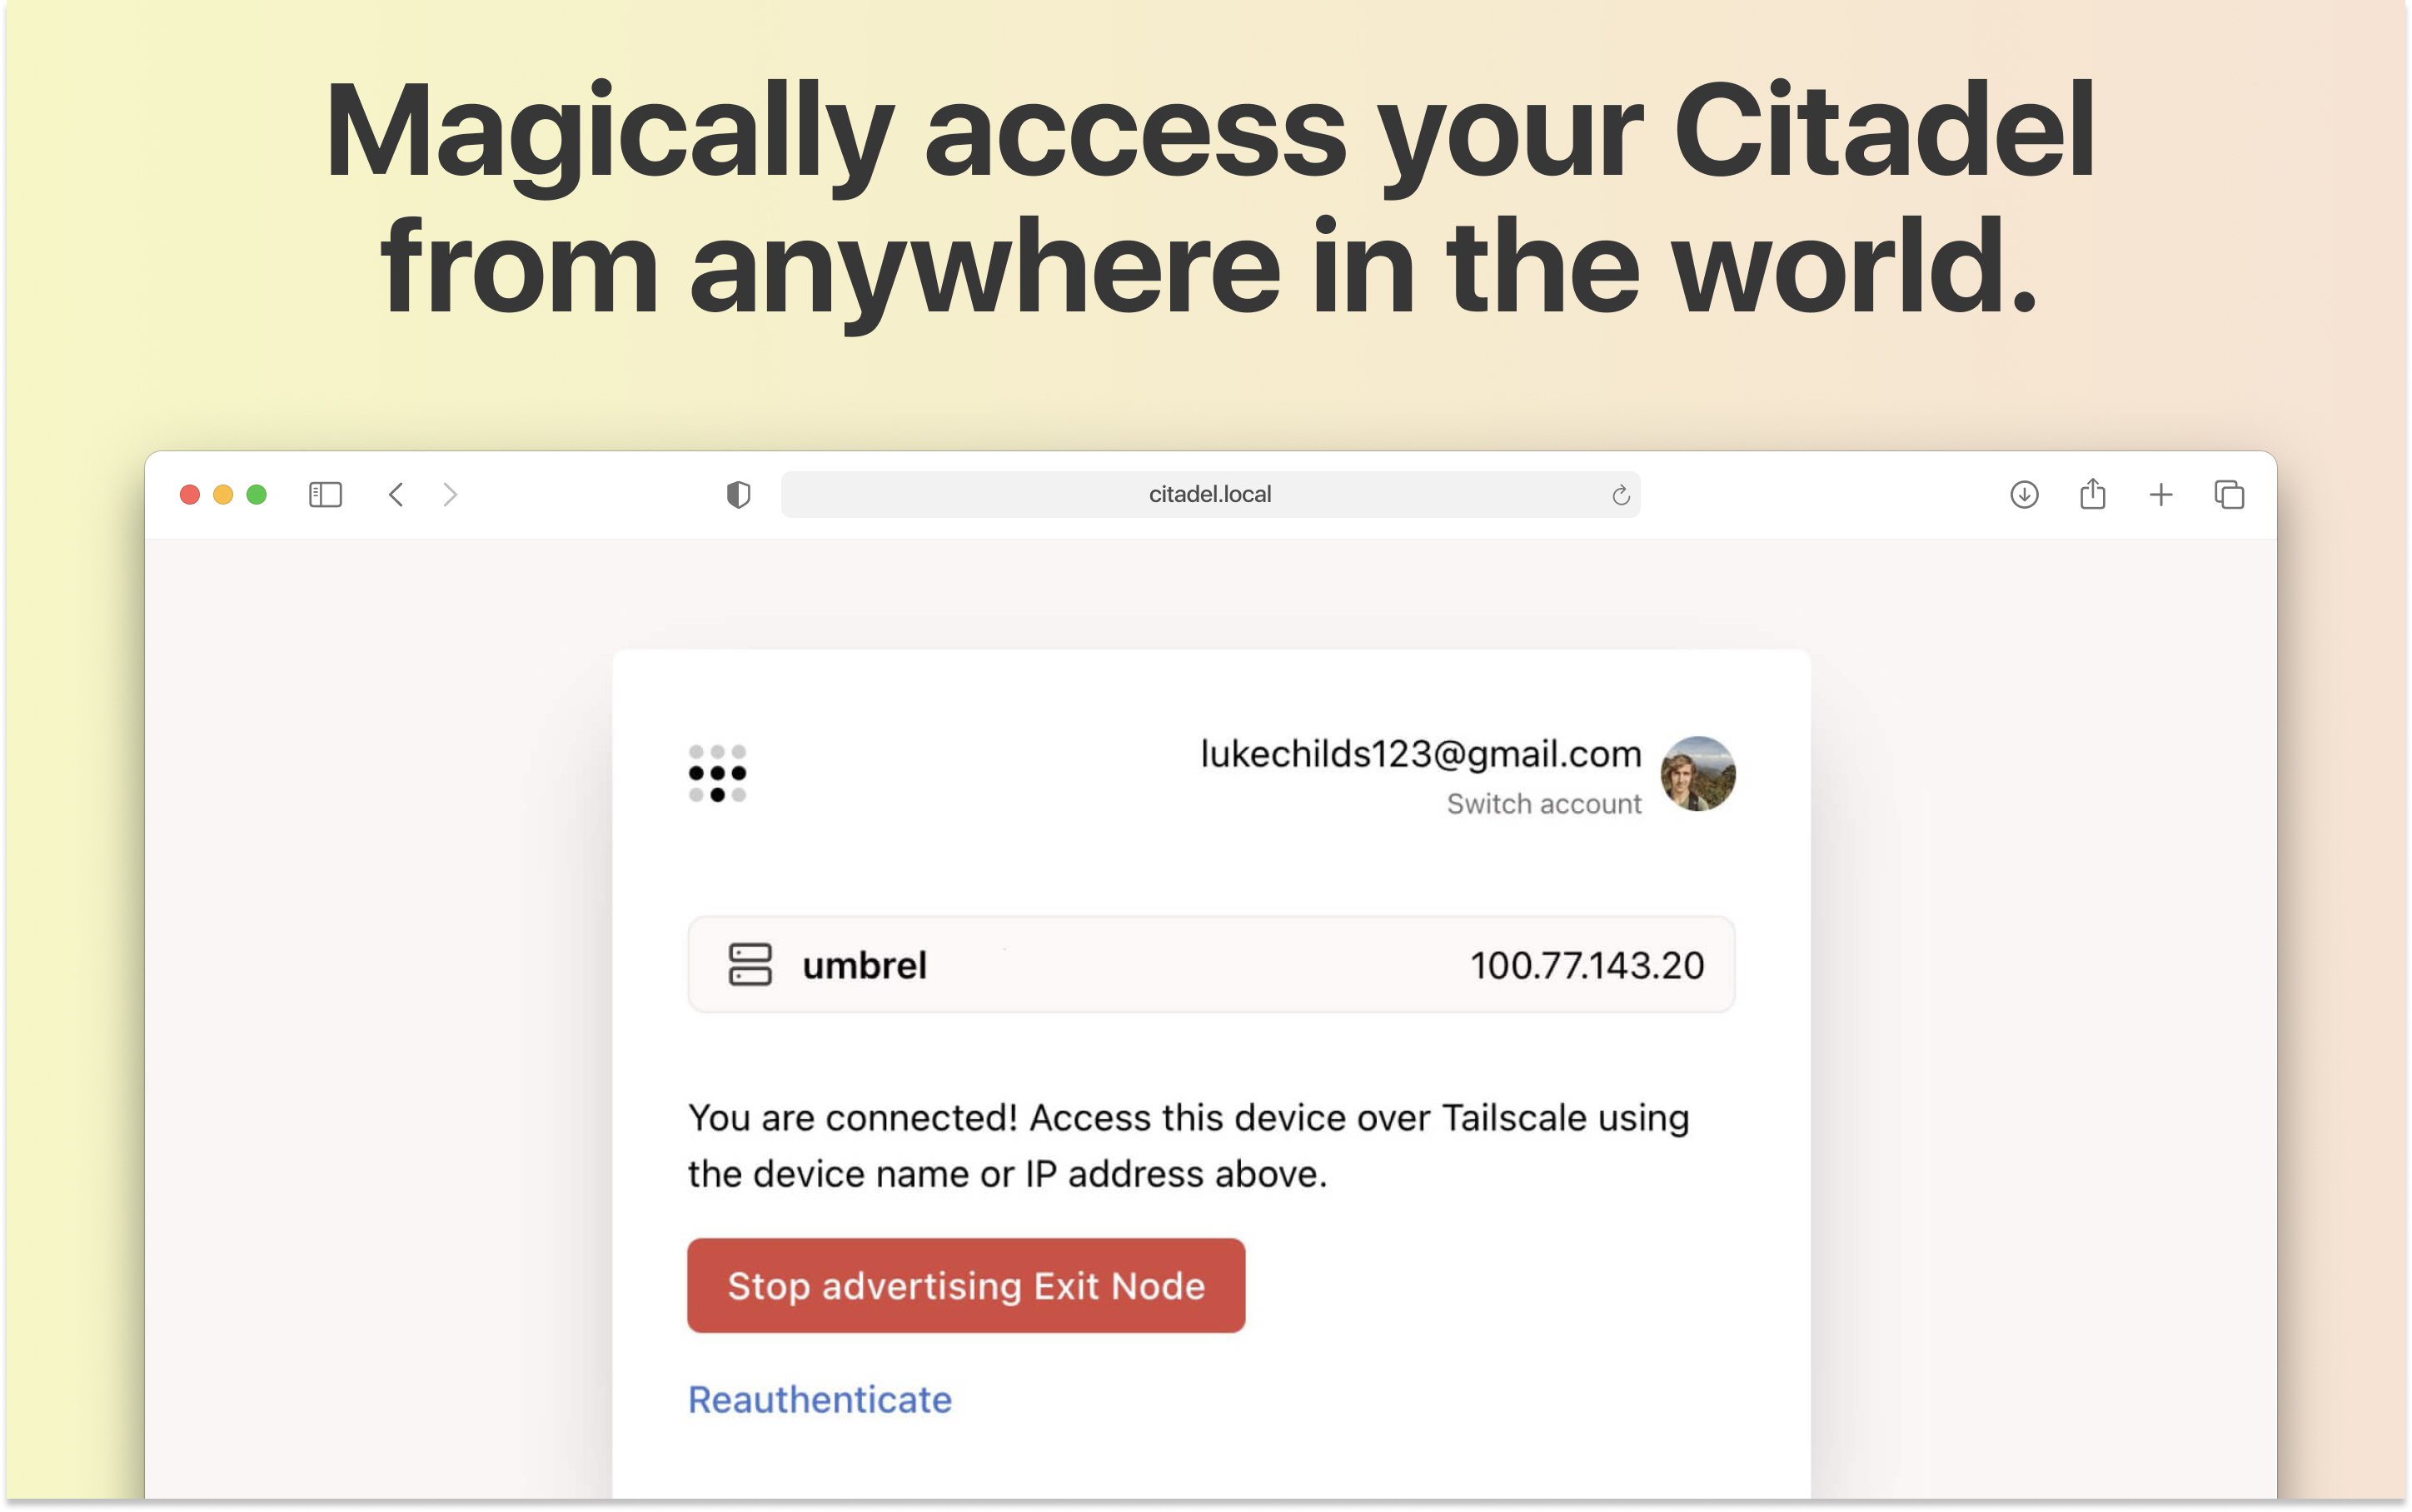 Magically access your Citadel
from anywhere in the world.
citadel.local
lukechilds123@gmail.com
Switch account
umbrel 100.77.143.20
You are connected! Access this device over Tailscale using
the device name or IP address above.
Stop advertising Exit Node
Reauthenticate